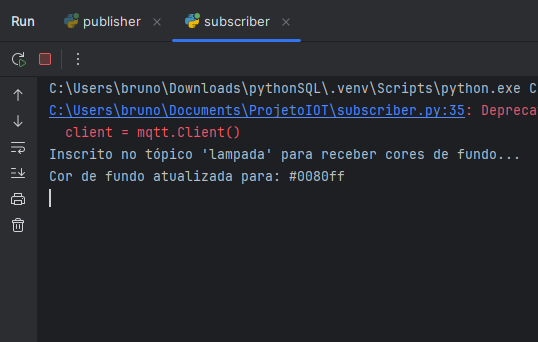 Run publisher subscriber
C:\Users\bruno\Downloads\pythonSQL\.venv\Scripts\python.exe C
C:\Users\bruno\Documents\ProjetoIOT\subscriber.py:35: Depreca
client = mqtt.Client()
Inscrito no tópico 'lampada' para receber cores de fundo...
Cor de fundo atualizada para: #0080ff